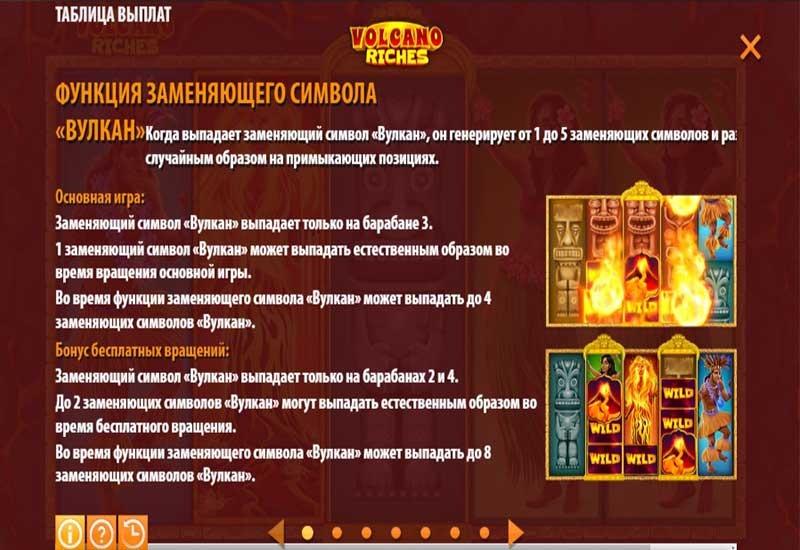 ТАБЛИЦА ВЫПЛАТ
VOLCANO
RICHES
ФУНКЦИЯ ЗАМЕНЯЮЩЕГО СИМВОЛА
«ВУЛКАН»
Когда выпадает заменяющий символ «Вулкан», он генерирует от 1 до 5 заменяющих символов и раз
случайным образом на примыкающих позициях.
Основная игра:
Заменяющий символ «Вулкан» выпадает только на барабане 3.
1 заменяющий символ «Вулкан» может выпадать естественным образом во
время вращения основной игры.
Во время функции заменяющего символа «Вулкан» может выпадать до 4
заменяющих символов «Вулкан».
WILD
Бонус бесплатных вращений:
Заменяющий символ «Вулкан» выпадает только на барабанах 2 и 4.
До 2 заменяющих символов «Вулкан» могут выпадать естественным образом во
время бесплатного вращения.
Во время функции заменяющего символа «Вулкан» может выпадать до 8
заменяющих символов «Вулкан».
WILD
WILD
WILD
WILD
WILD
WILD